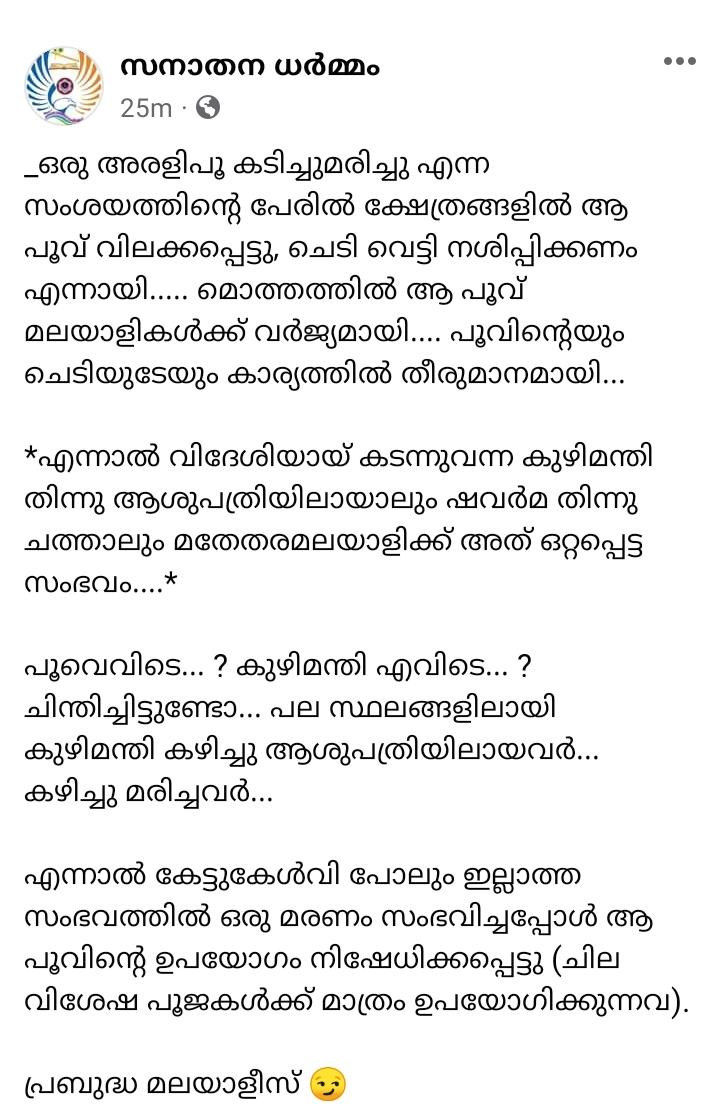 സനാതന ധർമ്മം
25m ·
_ഒരു അരളിപൂ കടിച്ചുമരിച്ചു എന്ന
സംശയത്തിന്റെ പേരിൽ ക്ഷേത്രങ്ങളിൽ ആ
പൂവ് വിലക്കപ്പെട്ടു, ചെടി വെട്ടി നശിപ്പിക്കണം
എന്നായി..... മൊത്തത്തിൽ ആ പൂവ്
മലയാളികൾക്ക് വർജ്യമായി.... പൂവിന്റെയും
ചെടിയുടേയും കാര്യത്തിൽ തീരുമാനമായി...
*എന്നാൽ വിദേശിയായ് കടന്നുവന്ന കുഴിമന്തി
തിന്നു ആശുപത്രിയിലായാലും ഷവർമ തിന്നു
ചത്താലും മതേതരമലയാളിക്ക് അത് ഒറ്റപ്പെട്ട
സംഭവം....*
പൂവെവിടെ... ? കുഴിമന്തി എവിടെ... ?
ചിന്തിച്ചിട്ടുണ്ടോ... പല സ്ഥലങ്ങളിലായി
കുഴിമന്തി കഴിച്ചു ആശുപത്രിയിലായവർ...
കഴിച്ചു മരിച്ചവർ...
എന്നാൽ കേട്ടുകേൾവി പോലും ഇല്ലാത്ത
സംഭവത്തിൽ ഒരു മരണം സംഭവിച്ചപ്പോൾ ആ
പൂവിന്റെ ഉപയോഗം നിഷേധിക്കപ്പെട്ടു (ചില
വിശേഷ പൂജകൾക്ക് മാത്രം ഉപയോഗിക്കുന്നവ).
പ്രബുദ്ധ മലയാളീസ് 😏